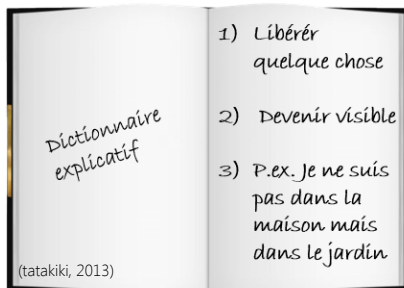 Dictionnaire
explicatif
(tatakiki, 2013)
1) Libérér
quelque chose
2) Devenir visible
3) P.ex. Je ne suis
pas dans la
maison mais
dans le jardin